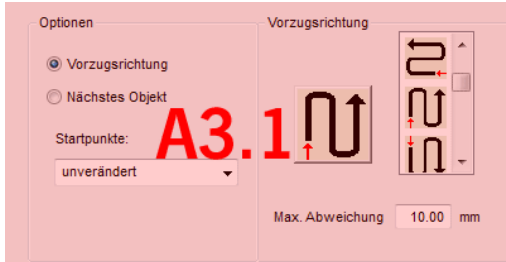 Optionen
Vorzugsrichtung
Vorzugsrichtung
Nächstes Objekt
A3.1
Startpunkte:
unverändert
Max. Abweichung 10.00 mm